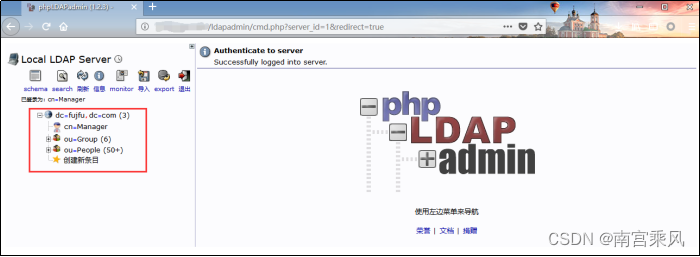 phpLDAPadmin (1.2.3) -
/ldapadmin/cmd.php?server_id=1&redirect=true
Local LDAP Server
schema search 刷新 信息 monitor 导入 export 退出
已登录为: cn=Manager
dc=fujfu, dc=com (3)
cn=Manager
ou=Group (6)
ou=People (50+)
创建新条目
Authenticate to server
Successfully logged into server.
php
LDAP
admin
使用左边菜单来导航
荣誉 | 文档 | 捐赠
CSDN @南宫乘风